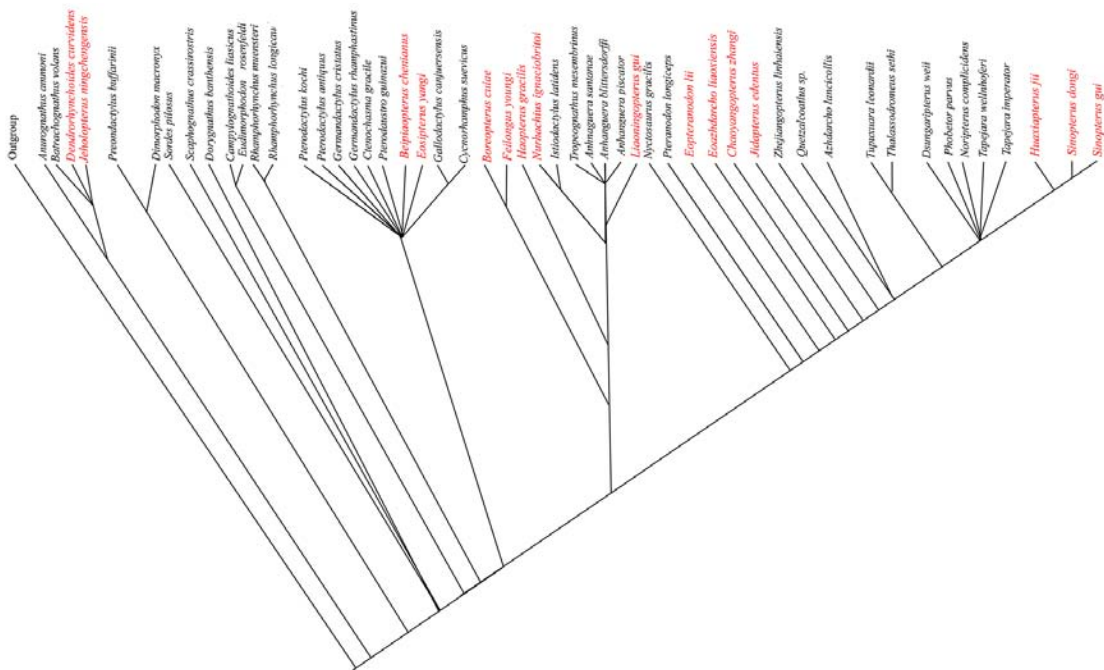 Outgroup
Anurognathus ammoni
Batrachognathus volans
Dendrorhynchoides curvidens
Jeholopterus ningchengensis
Preondactylus buffarinii
Dimorphodon macronyx
Sordes pilosus
Scaphognathus crassirostris
Dorygnathus banthensis
Campylognathoides liasicus
Eudimorphodon rosenfeldi
Rhamphorhynchus muensteri
Rhamphorhynchus longicau
Pterodactylus kochi
Pterodactylus antiquus
Germanodactylus cristatus
Germanodactylus rhamphastinus
Ctenochasma gracile
Pterodaustro guinazui
Beipiaopterus chenianus
Eosipterus yangi
Gallodactylus canjuersensis
Cycnorhamphus suevicus
Boreopterus cuiae
Feilongus youngi
Haopterus gracilis
Nurhachius ignaciobritoi
Istiodactylus latidens
Tropeognathus mesembrinus
Anhanguera santanae
Anhanguera blittersdorffi
Anhanguera piscator
Liaoningopterus gui
Nyctosaurus gracilis
Pteranodon longiceps
Eopteranodon lii
Eoazhdarcho liaoxiensis
Chaoyangopterus zhangi
Jidapterus edentus
Zhejiangopterus linhaiensis
Quetzalcoatlus sp.
Azhdarcho lancicollis
Tupuxuara leonardii
Thalassodromeus sethi
Dsungaripterus weii
Phobetor parvus
Noripterus complicidens
Tapejara wellnhoferi
Tapejara imperator
Huaxiapterus jii
Sinopterus dongi
Sinopterus gui